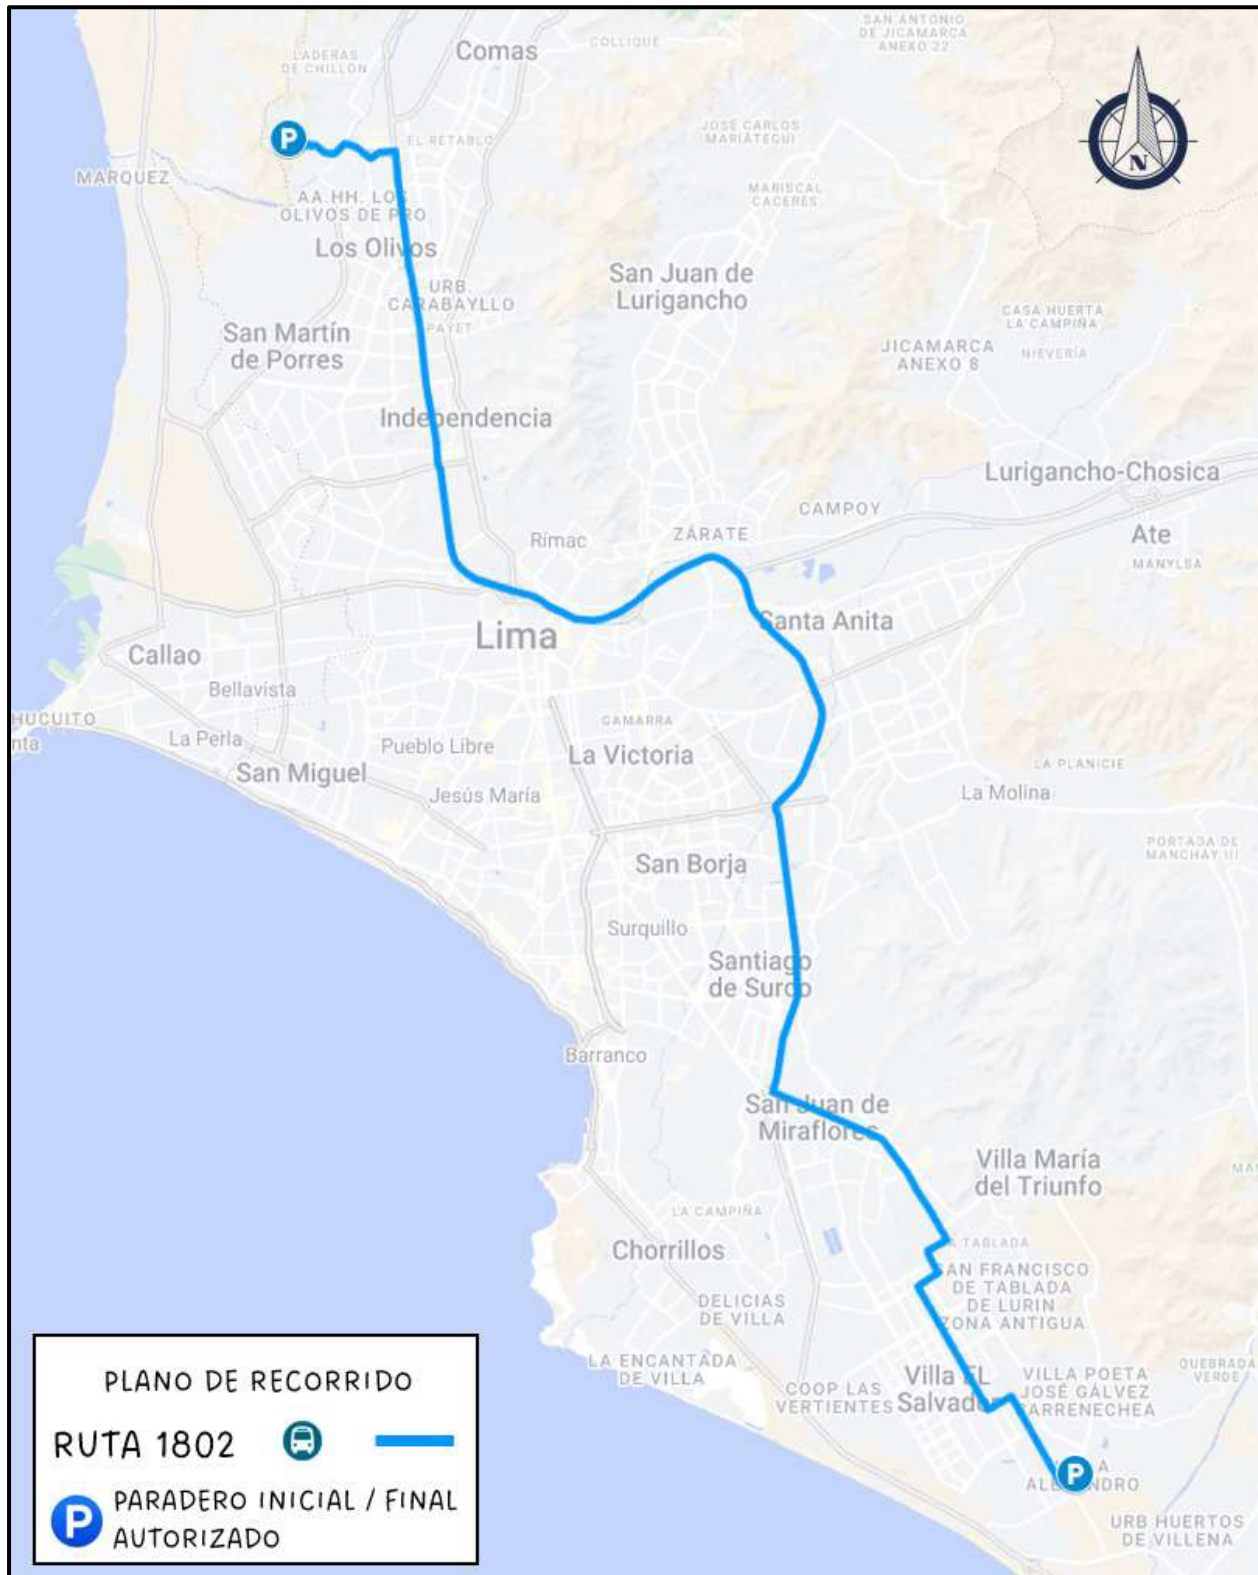 SAN ANTONIO
DE JICAMARCA
ANEXO 22
Comas
COLLIQUE
LADERAS
DE CHILLÓN
JOSÉ CARLOS
MARIÁTEGUI
EL RETABLO
MARQUEZ
MARISCAL
CACERES
AA.HH. LOS
OLIVOS DE PRO
Los Olivos
San Juan de
Lurigancho
URB.
CARABAYLLO
PAYET
CASA HUERTA
LA CAMPIÑA
NIEVERÍA
San Martín
de Porres
JICAMARCA
ANEXO 8
Independencia
Lurigancho-Chosica
CAMPOY
ZÁRATE
Rímac
Ate
MANYLSA
Santa Anita
Lima
Callao
Bellavista
HUCUITO
nta
La Perla
GAMARRA
Pueblo Libre
La Victoria
San Miguel
LA PLANICIE
Jesús María
La Molina
PORTADA DE
MANCHAY III
San Borja
Surquillo
Santiago
de Surco
Barranco
San Juan de
Miraflores
Villa María
del Triunfo
MA
LA CAMPIÑA
Chorrillos
A TABLADA
SAN FRANCISCO
DE TABLADA
DE LURIN
ZONA ANTIGUA
DELICIAS
DE VILLA
LA ENCANTADA
DE VILLA
COOP LAS
VERTIENTES
Villa EL
Salvador
VILLA POETA
JOSÉ GÁLVEZ
BARRENECHEA
QUEBRADA
VERDE
URB HUERTOS
DE VILLENA
N
P
P
PLANO DE RECORRIDO
RUTA 1802
P PARADERO INICIAL / FINAL
AUTORIZADO